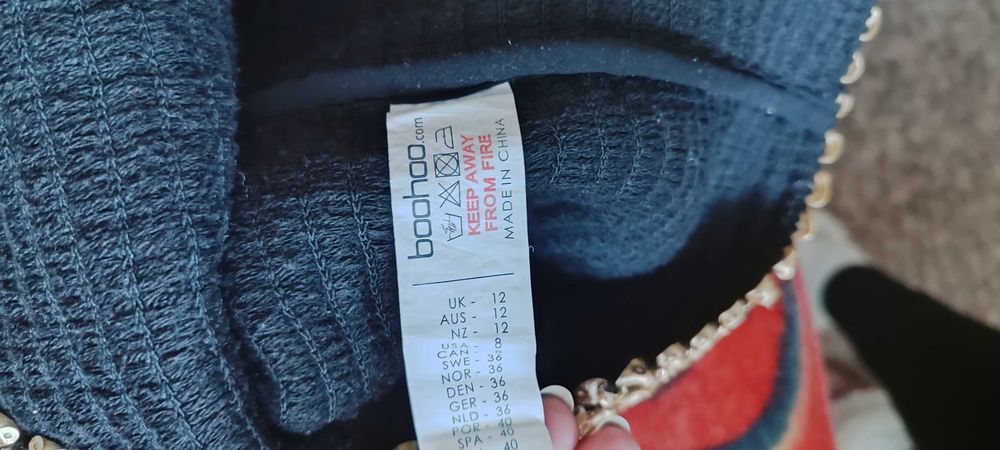 boohoo.com
KEEP AWAY
FROM FIRE
MADE IN CHINA
UK - 12
AUS - 12
NZ - 12
USA - 8
CAN - 8
SWE - 36
NOR - 36
DEN - 36
GER - 36
NLD - 36
POR - 40
SPA - 40